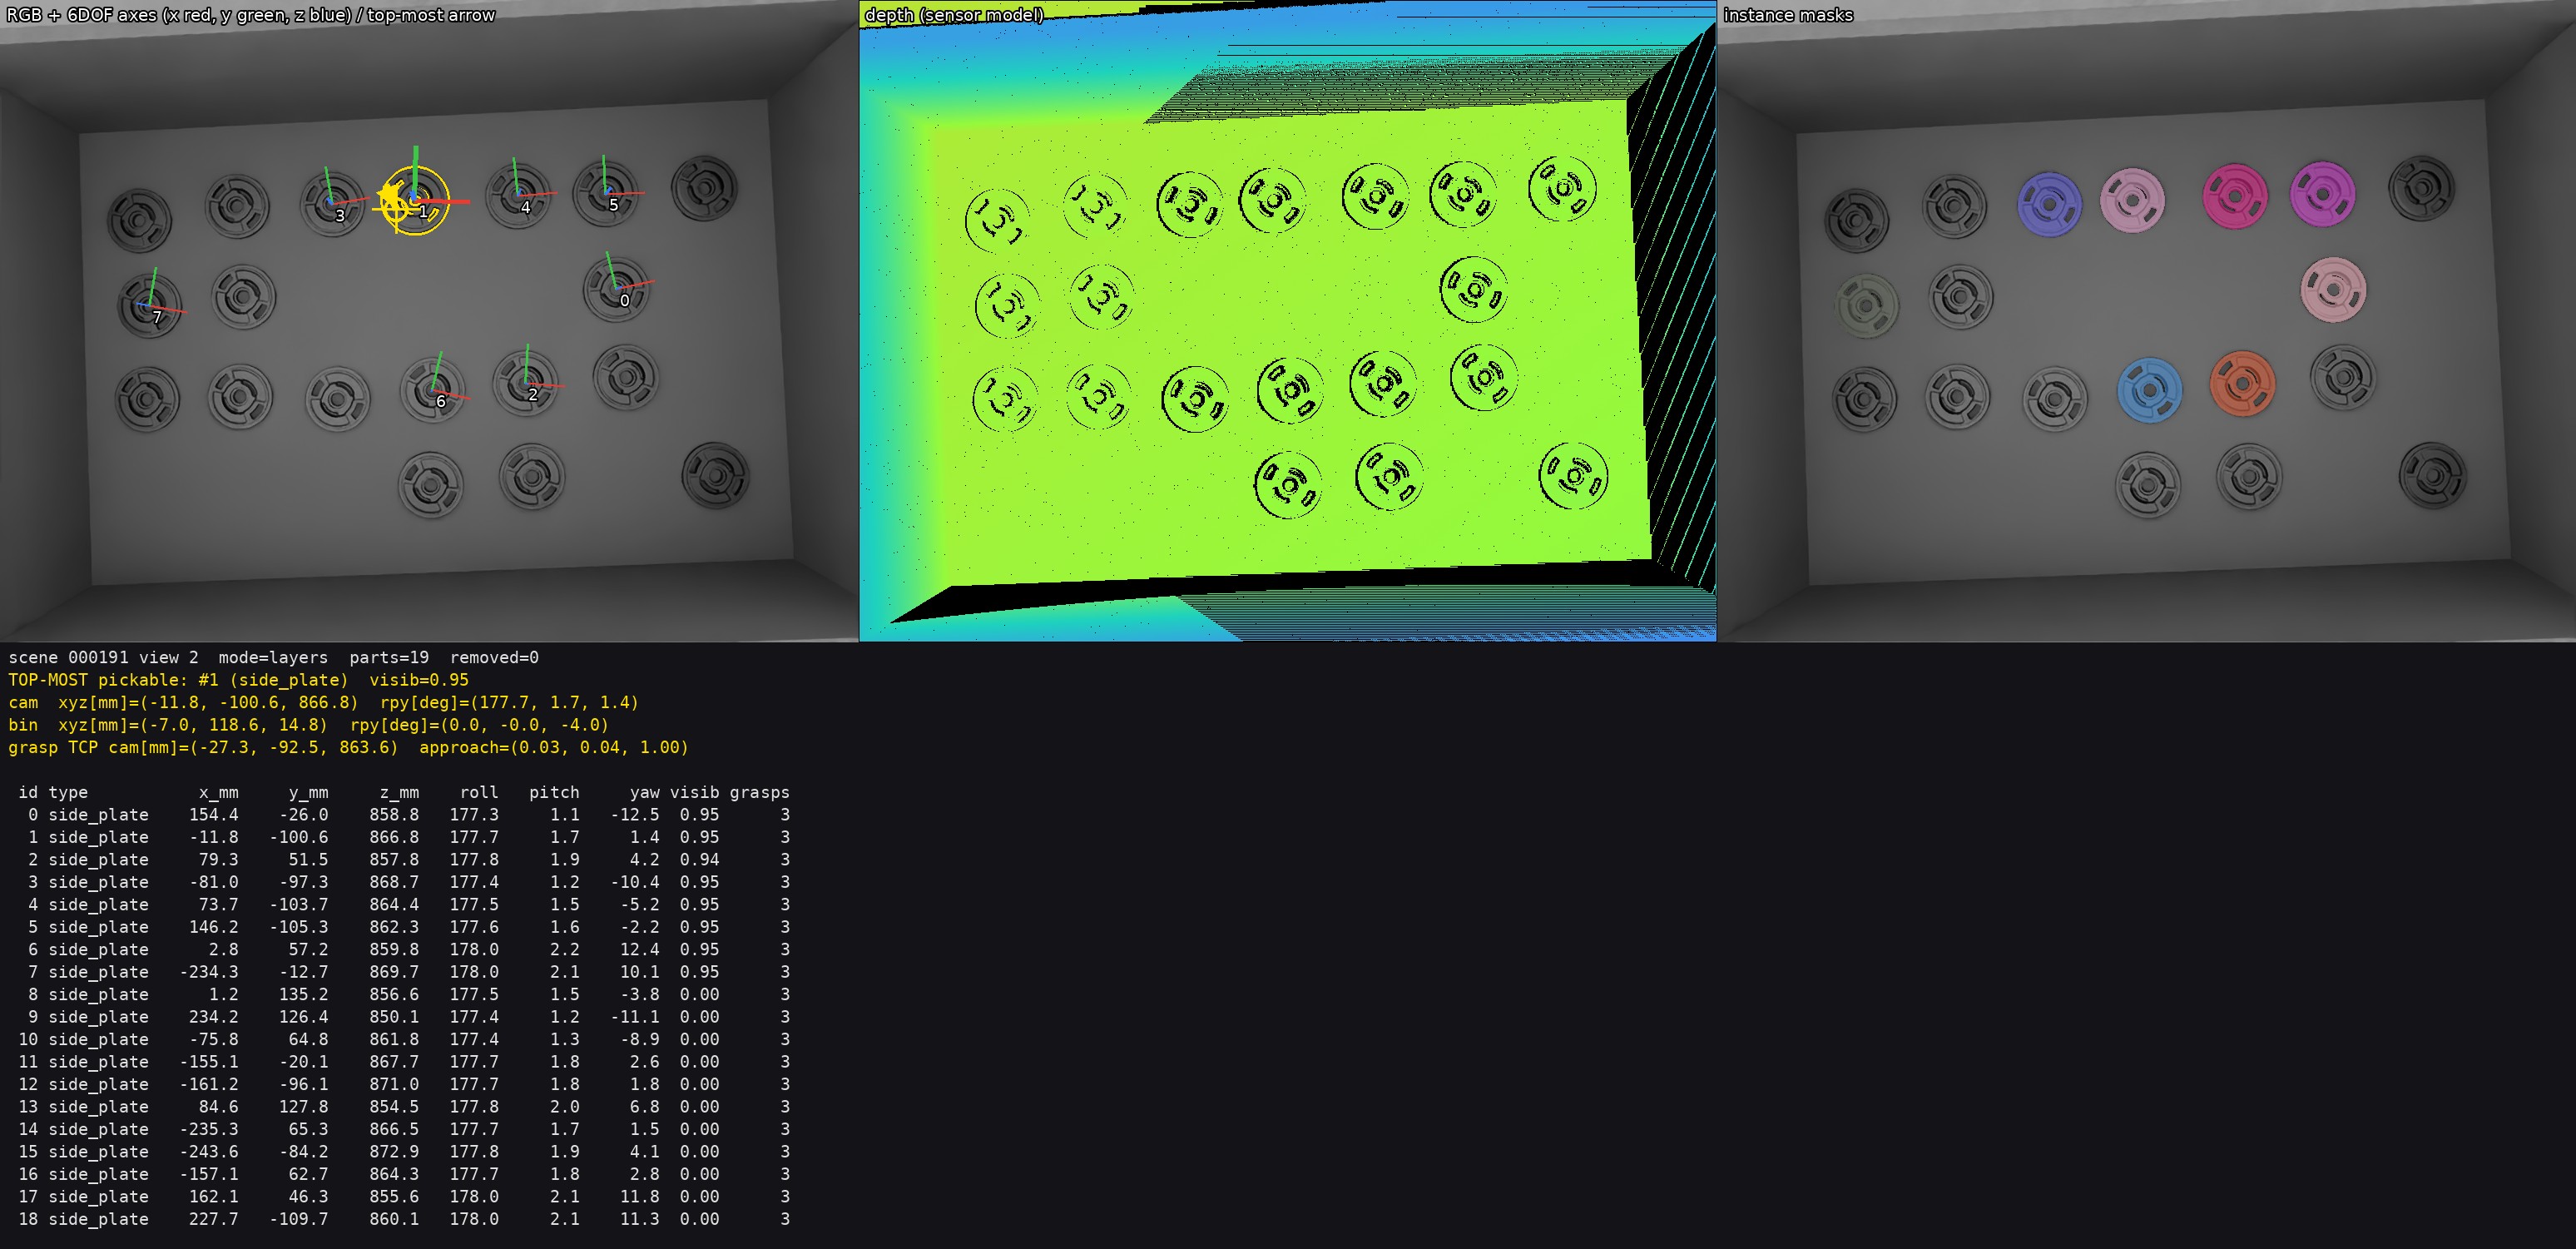 RGB + 6DOF axes (x red, y green, z blue) / top-most arrow
depth (sensor model)
instance masks
3
1
4
5
0
7
6
2
scene 000191 view 2  mode=layers  parts=19  removed=0
TOP-MOST pickable: #1 (side_plate)  visib=0.95
cam  xyz[mm]=(-11.8, -100.6, 866.8)  rpy[deg]=(177.7, 1.7, 1.4)
bin  xyz[mm]=(-7.0, 118.6, 14.8)  rpy[deg]=(0.0, -0.0, -4.0)
grasp TCP cam[mm]=(-27.3, -92.5, 863.6)  approach=(0.03, 0.04, 1.00)
id type x_mm y_mm z_mm roll pitch yaw visib grasps
0 side_plate 154.4 -26.0 858.8 177.3 1.1 -12.5 0.95 3
1 side_plate -11.8 -100.6 866.8 177.7 1.7 1.4 0.95 3
2 side_plate 79.3 51.5 857.8 177.8 1.9 4.2 0.94 3
3 side_plate -81.0 -97.3 868.7 177.4 1.2 -10.4 0.95 3
4 side_plate 73.7 -103.7 864.4 177.5 1.5 -5.2 0.95 3
5 side_plate 146.2 -105.3 862.3 177.6 1.6 -2.2 0.95 3
6 side_plate 2.8 57.2 859.8 178.0 2.2 12.4 0.95 3
7 side_plate -234.3 -12.7 869.7 178.0 2.1 10.1 0.95 3
8 side_plate 1.2 135.2 856.6 177.5 1.5 -3.8 0.00 3
9 side_plate 234.2 126.4 850.1 177.4 1.2 -11.1 0.00 3
10 side_plate -75.8 64.8 861.8 177.4 1.3 -8.9 0.00 3
11 side_plate -155.1 -20.1 867.7 177.7 1.8 2.6 0.00 3
12 side_plate -161.2 -96.1 871.0 177.7 1.8 1.8 0.00 3
13 side_plate 84.6 127.8 854.5 177.8 2.0 6.8 0.00 3
14 side_plate -235.3 65.3 866.5 177.7 1.7 1.5 0.00 3
15 side_plate -243.6 -84.2 872.9 177.8 1.9 4.1 0.00 3
16 side_plate -157.1 62.7 864.3 177.7 1.8 2.8 0.00 3
17 side_plate 162.1 46.3 855.6 178.0 2.1 11.8 0.00 3
18 side_plate 227.7 -109.7 860.1 178.0 2.1 11.3 0.00 3